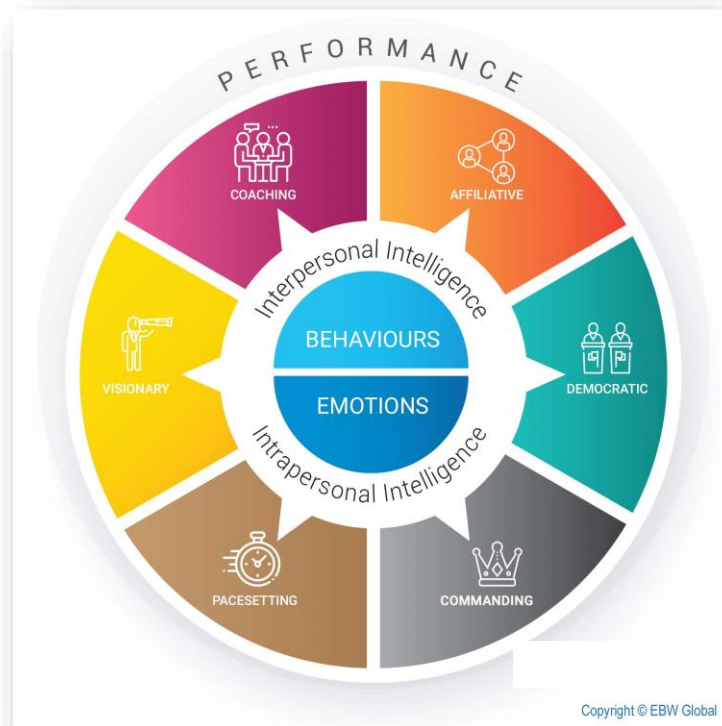 PERFORMANCE
COACHING
AFFILIATIVE
Interpersonal Intelligence
BEHAVIOURS
VISIONARY
DEMOCRATIC
EMOTIONS
Intrapersonal Intelligence
PACESETTING
COMMANDING
Copyright © EBW Global